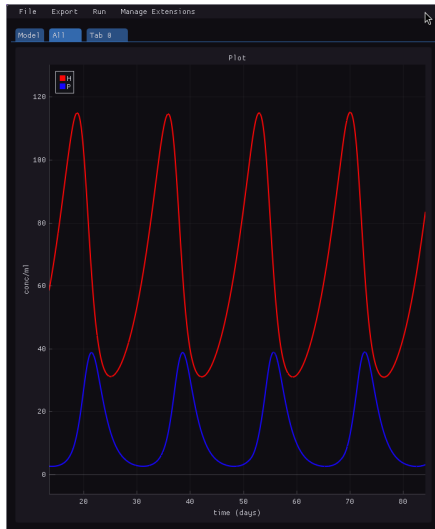 File Export Run Manage Extensions
Model All Tab 0
Plot
H
P
120
100
80
60
40
20
0
conc/ml
20 30 40 50 60 70 80
time (days)